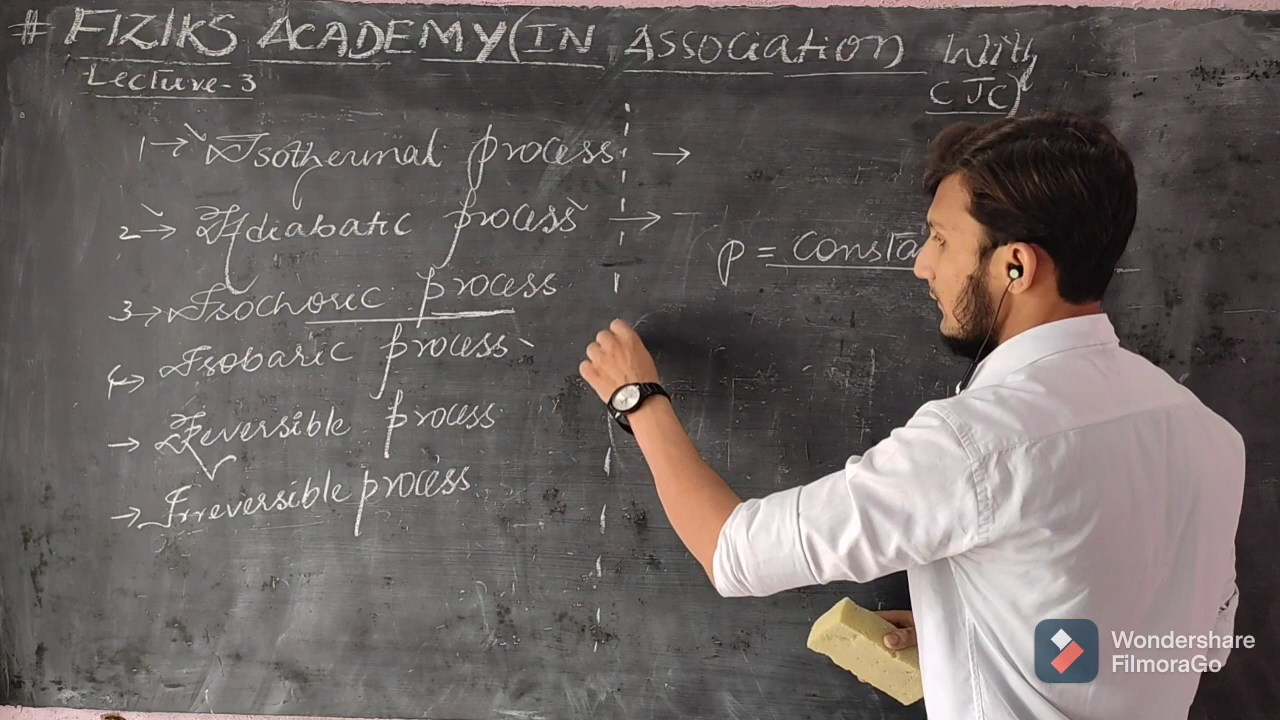 # FIZIKS ACADEMY (IN ASSOCIATION WITH CJC)
Lecture-3
1→ Isothermal process →
2→ Adiabatic process →
p = Consta
3→ Isochoric process
4→ Isobaric process
→ Reversible process
→ Irreversible process
Wondershare
FilmoraGo